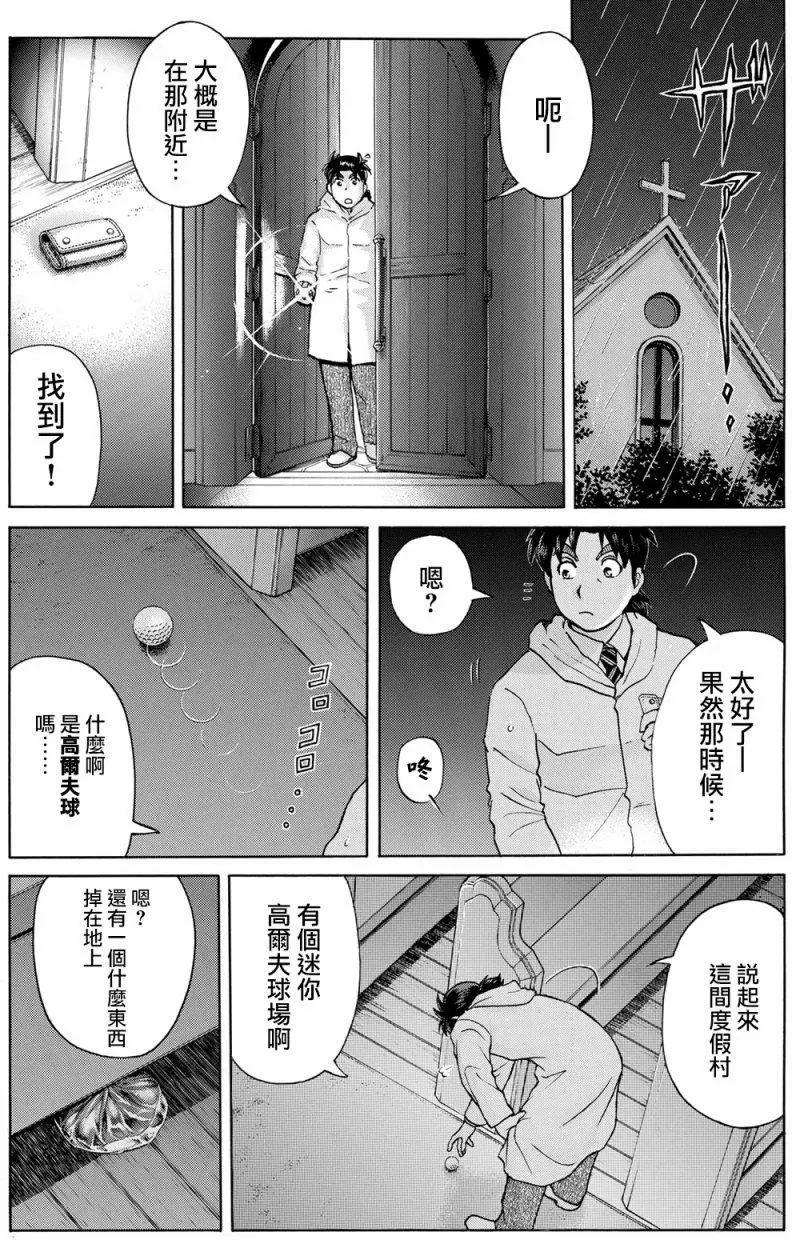 ザァー…
呃ー
大概是
在那附近…
找到了！
太好了ー
果然那時候…
嗯？
咚
コロコロ…
什麼啊
是高爾夫球
嗎……
說起來
這間度假村
有個迷你
高爾夫球場啊
嗯？
還有一個什麼東西
掉在地上